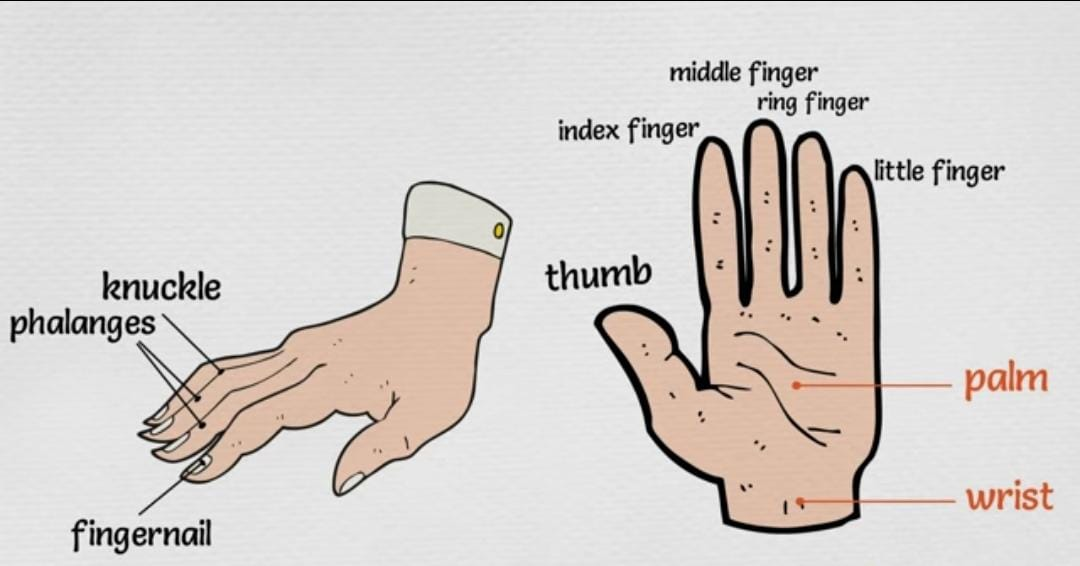 middle finger
ring finger
index finger
little finger
thumb
knuckle
phalanges
palm
wrist
fingernail